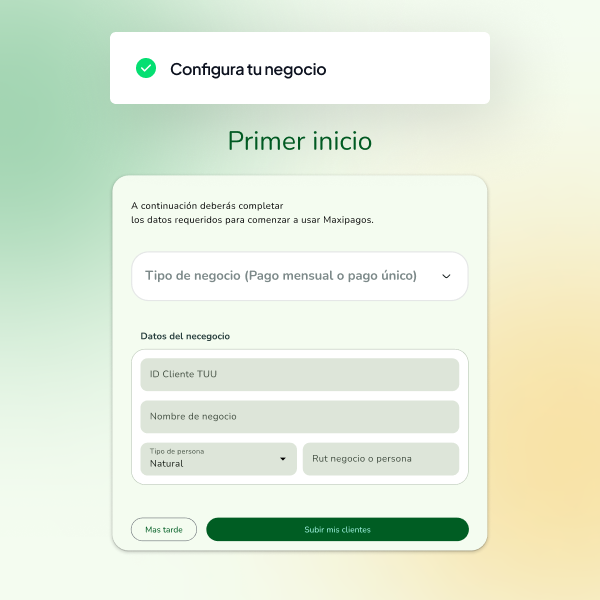 Configura tu negocio
Primer inicio
A continuación deberás completar
los datos requeridos para comenzar a usar Maxipagos.
Tipo de negocio (Pago mensual o pago único)
Datos del necegocio
ID Cliente TUU
Nombre de negocio
Tipo de persona
Natural
Rut negocio o persona
Mas tarde
Subir mis clientes